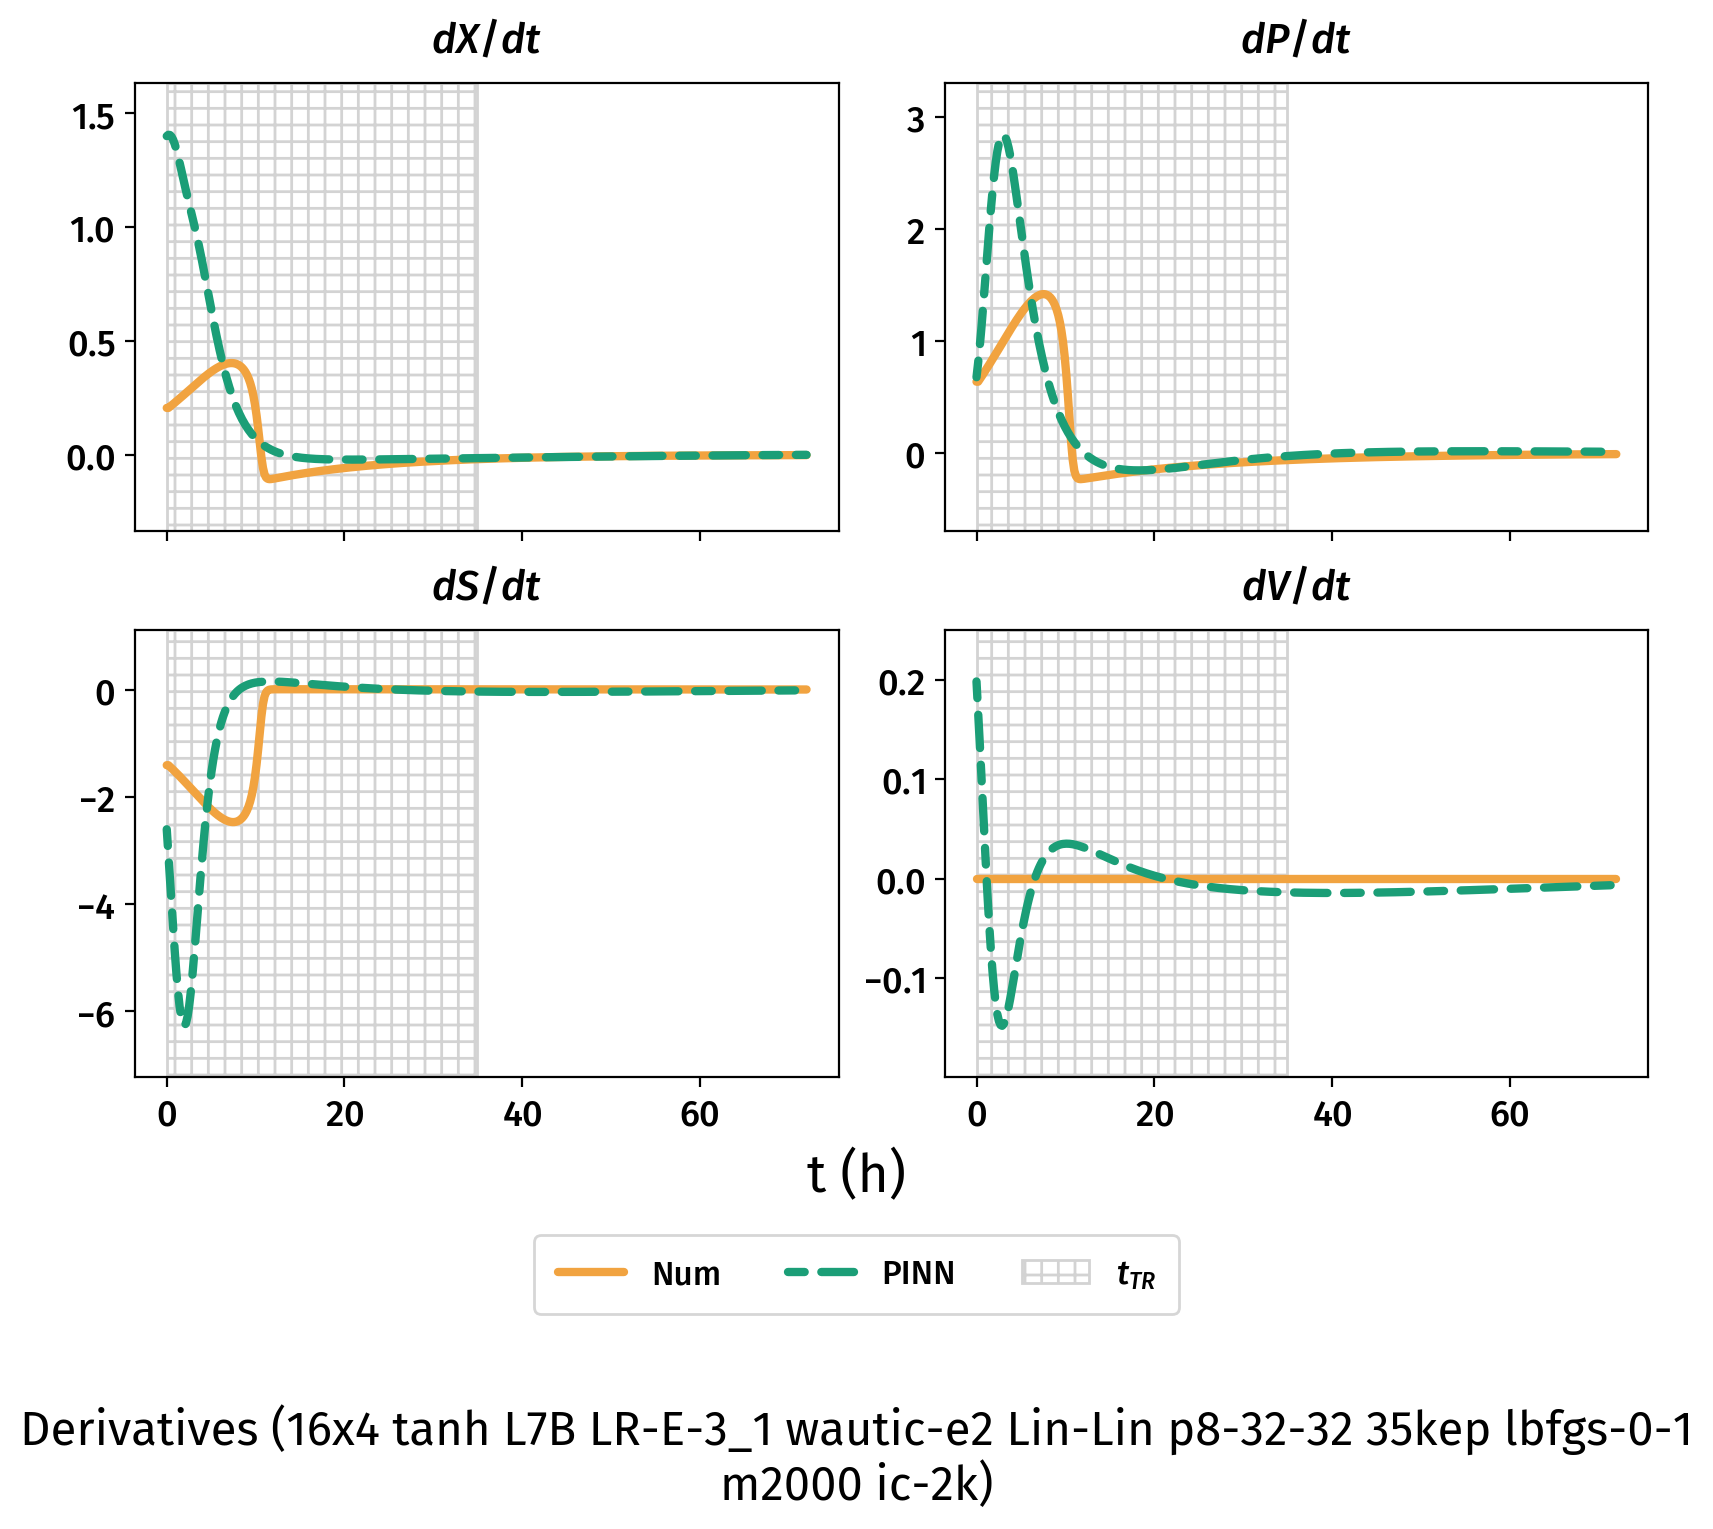 dX/dt
dP/dt
1.5
1.0
0.5
0.0
3
2
1
0
dS/dt
dV/dt
0
−2
−4
−6
0.2
0.1
0.0
−0.1
0 20 40 60
0 20 40 60
t (h)
Num PINN t_TR
Derivatives (16x4 tanh L7B LR-E-3_1 wautic-e2 Lin-Lin p8-32-32 35kep lbfgs-0-1
m2000 ic-2k)